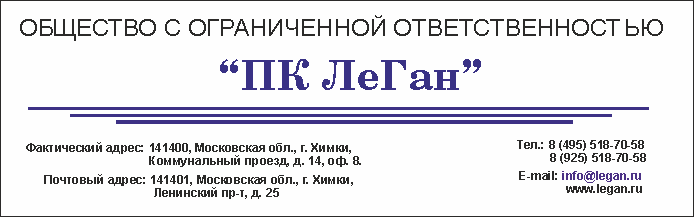 ОБЩЕСТВО С ОГРАНИЧЕННОЙ ОТВЕТСТВЕННОСТЬЮ
“ПК ЛеГан”
Фактический адрес: 141400, Московская обл., г. Химки,
Коммунальный проезд, д. 14, оф. 8.
Почтовый адрес: 141401, Московская обл., г. Химки,
Ленинский пр-т, д. 25
Тел.: 8 (495) 518-70-58
8 (925) 518-70-58
E-mail: info@legan.ru
www.legan.ru